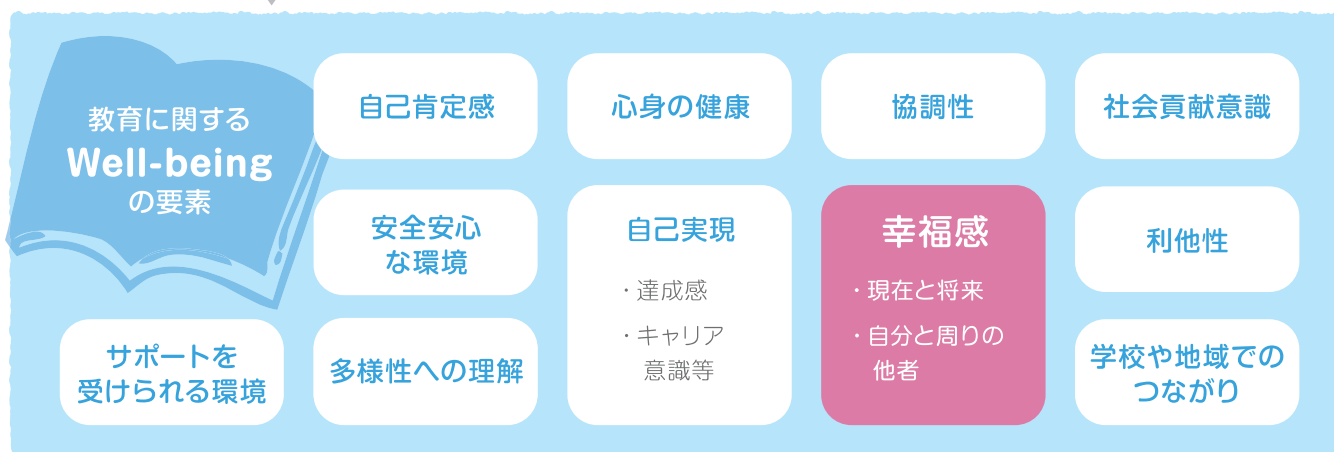 教育に関する
Well-being
の要素
自己肯定感
心身の健康
協調性
社会貢献意識
安全安心
な環境
自己実現
・達成感
・キャリア
意識等
幸福感
・現在と将来
・自分と周りの
他者
利他性
サポートを
受けられる環境
多様性への理解
学校や地域での
つながり